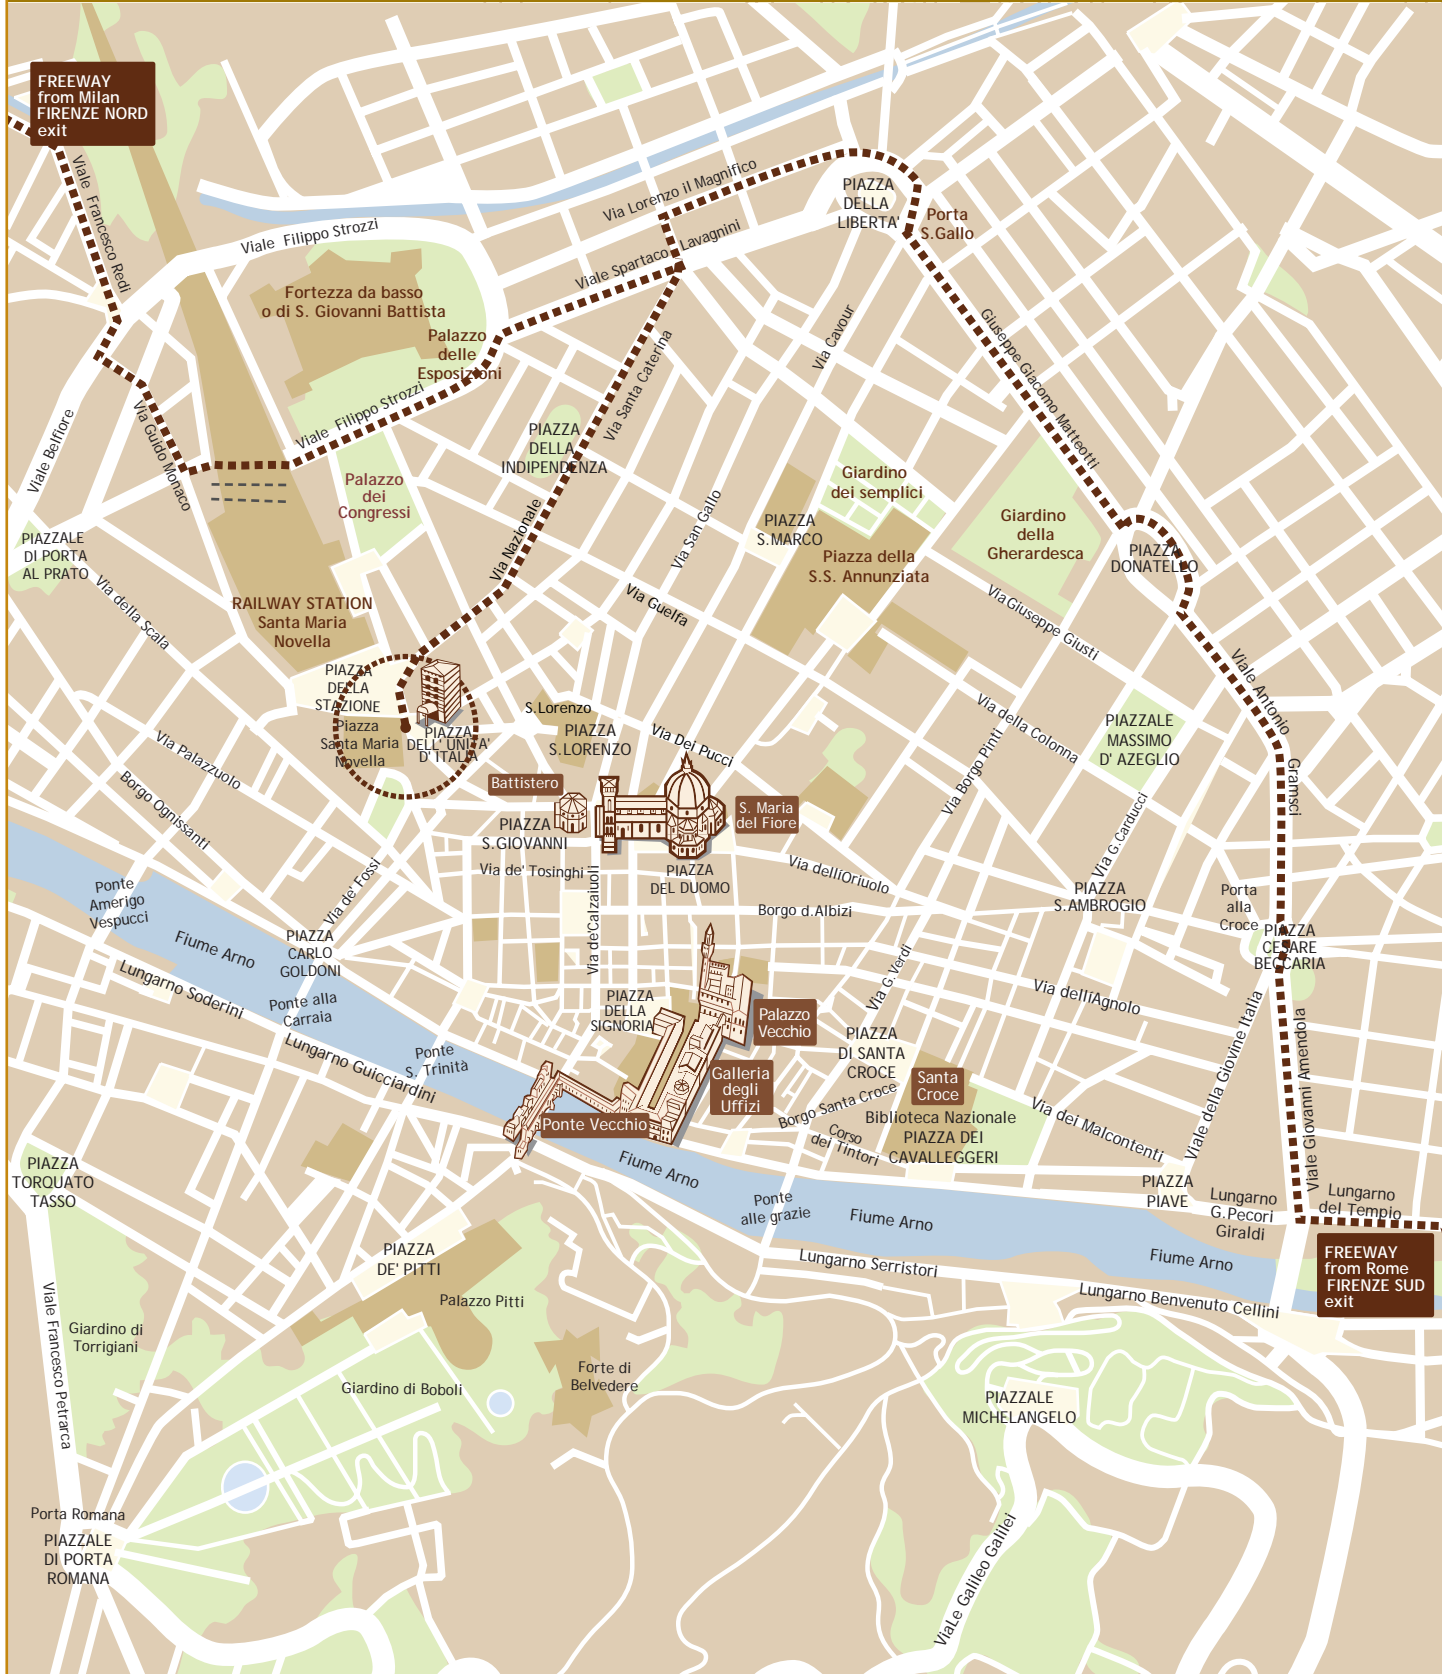 FREEWAY
from Milan
FIRENZE NORD
exit
Viale Francesco Redi
Viale Filippo Strozzi
Via Lorenzo il Magnifico
Viale Spartaco Lavagnini
PIAZZA
DELLA
LIBERTA'
Porta
S.Gallo
Fortezza da basso
o di S. Giovanni Battista
Palazzo
delle
Esposizioni
Viale Filippo Strozzi
Via Santa Caterina
Via Cavour
Giuseppe Giacomo Matteotti
Viale Belfiore
Via Guido Monaco
PIAZZA
DELLA
INDIPENDENZA
Palazzo
dei
Congressi
Giardino
dei semplici
PIAZZA
S.MARCO
Giardino
della
Gherardesca
Piazza della
S.S. Annunziata
PIAZZA
DONATELLO
PIAZZALE
DI PORTA
AL PRATO
Via Nazionale
Via San Gallo
Via della Scala
RAILWAY STATION
Santa Maria
Novella
Via Guelfa
Via Giuseppe Giusti
Viale Antonio
Gramsci
PIAZZA
DELLA
STAZIONE
Piazza
Santa Maria
Novella
PIAZZA
DELL' UNITA'
D' ITALIA
S.Lorenzo
PIAZZA
S.LORENZO
Via Dei Pucci
Via della Colonna
PIAZZALE
MASSIMO
D' AZEGLIO
Via Palazzuolo
Borgo Ognissanti
Battistero
S. Maria
del Fiore
Via Borgo Pinti
Via G.Carducci
PIAZZA
S.GIOVANNI
Via de' Tosinghi
PIAZZA
DEL DUOMO
Via dellíOriuolo
Borgo d.Albizi
PIAZZA
S.AMBROGIO
Porta
alla
Croce
PIAZZA
CESARE
BECCARIA
Ponte
Amerigo
Vespucci
Fiume Arno
Via de' Fossi
PIAZZA
CARLO
GOLDONI
Via de'Calzaiuoli
Via G.Verdi
Via dellíAgnolo
Lungarno Soderini
Ponte alla
Carraia
PIAZZA
DELLA
SIGNORIA
Palazzo
Vecchio
PIAZZA
DI SANTA
CROCE
Lungarno Guicciardini
Ponte
S. Trinità
Galleria
degli
Uffizi
Santa
Croce
Borgo Santa Croce
Corso
dei Tintori
Biblioteca Nazionale
PIAZZA DEI
CAVALLEGGERI
Via dei Malcontenti
Viale della Giovine Italia
Viale Giovanni Amendola
Ponte Vecchio
PIAZZA
TORQUATO
TASSO
Fiume Arno
Ponte
alle grazie
Fiume Arno
PIAZZA
PIAVE
Lungarno
G.Pecori
Giraldi
Lungarno
del Tempio
Fiume Arno
FREEWAY
from Rome
FIRENZE SUD
exit
PIAZZA
DE' PITTI
Palazzo Pitti
Lungarno Serristori
Lungarno Benvenuto Cellini
Viale Francesco Petrarca
Giardino di
Torrigiani
Giardino di Boboli
Forte di
Belvedere
PIAZZALE
MICHELANGELO
Porta Romana
PIAZZALE
DI PORTA
ROMANA
ViaLe Galileo Galilei